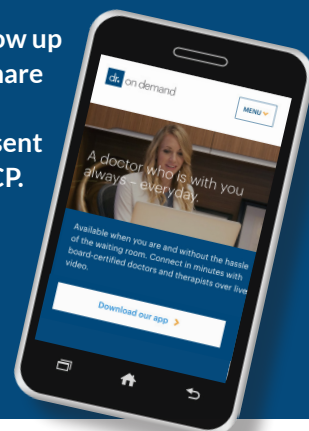 ow up
hare
sent
CP.
dr. on demand
MENU
A doctor who is with you
always – everyday.
Available when you are and without the hassle
of the waiting room. Connect in minutes with
board-certified doctors and therapists over live
video.
Download our app